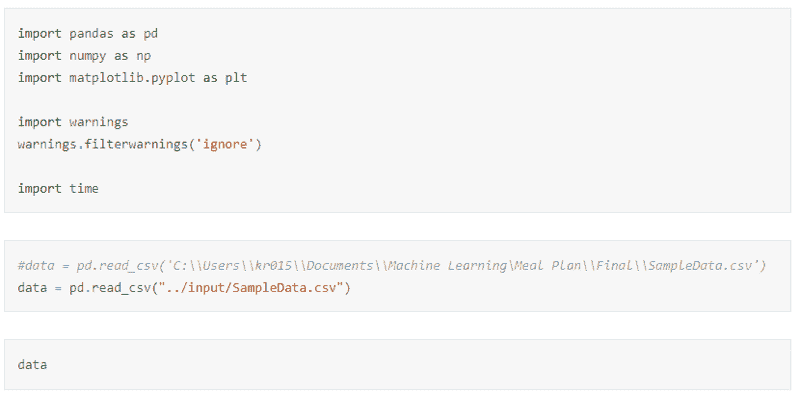 import pandas as pd
import numpy as np
import matplotlib.pyplot as plt
import warnings
warnings.filterwarnings('ignore')
import time
#data = pd.read_csv('C:\\Users\\kr015\\Documents\\Machine Learning\Meal Plan\\Final\\SampleData.csv')
data = pd.read_csv("../input/SampleData.csv")
data